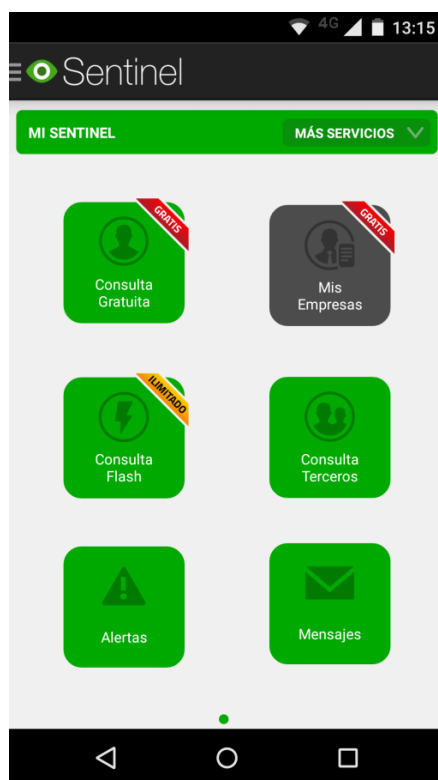 4G 13:15
Sentinel
MI SENTINEL MÁS SERVICIOS
GRATIS
Consulta
Gratuita
GRATIS
Mis
Empresas
ILIMITADO
Consulta
Flash
Consulta
Terceros
Alertas
Mensajes